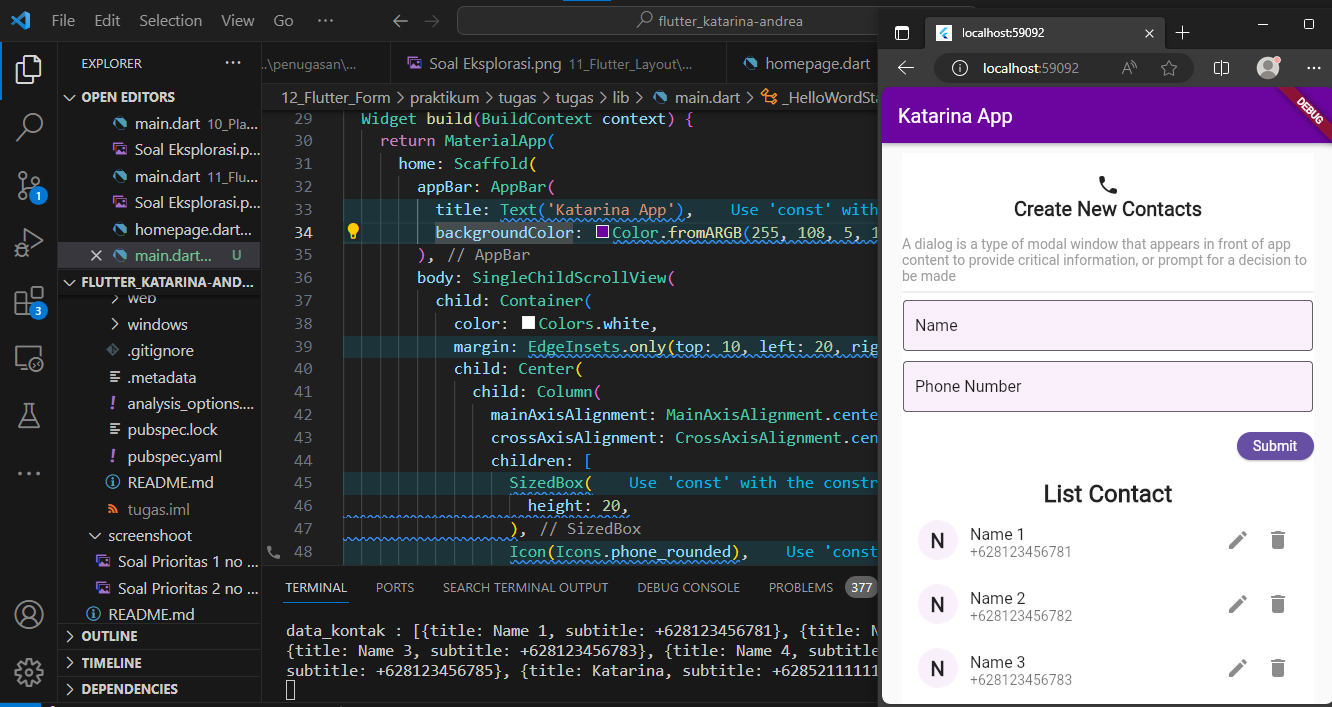 File Edit Selection View Go ··· flutter_katarina-andrea
EXPLORER ···
OPEN EDITORS
main.dart 10_Pla...
Soal Eksplorasi.p...
main.dart 11_Flu...
Soal Eksplorasi.p...
homepage.dart...
main.dart... U
FLUTTER_KATARINA-AND...
web
windows
.gitignore
.metadata
analysis_options....
pubspec.lock
pubspec.yaml
README.md
tugas.iml
screenshoot
Soal Prioritas 1 no ...
Soal Prioritas 2 no ...
README.md
OUTLINE
TIMELINE
DEPENDENCIES
1
3
..\penugasan\... Soal Eksplorasi.png 11_Flutter_Layout\... homepage.dart
12_Flutter_Form > praktikum > tugas > tugas > lib > main.dart > _HelloWordSta
29 Widget build(BuildContext context) {
30 return MaterialApp(
31 home: Scaffold(
32 appBar: AppBar(
33 title: Text('Katarina App'), Use 'const' with
34 backgroundColor: Color.fromARGB(255, 108, 5, 1
35 ), // AppBar
36 body: SingleChildScrollView(
37 child: Container(
38 color: Colors.white,
39 margin: EdgeInsets.only(top: 10, left: 20, rig
40 child: Center(
41 child: Column(
42 mainAxisAlignment: MainAxisAlignment.cente
43 crossAxisAlignment: CrossAxisAlignment.cen
44 children: [
45 SizedBox( Use 'const' with the constr
46 height: 20,
47 ), // SizedBox
48 Icon(Icons.phone_rounded), Use 'const
TERMINAL PORTS SEARCH TERMINAL OUTPUT DEBUG CONSOLE PROBLEMS 377
data_kontak : [{title: Name 1, subtitle: +628123456781}, {title: N
{title: Name 3, subtitle: +628123456783}, {title: Name 4, subtitle
subtitle: +628123456785}, {title: Katarina, subtitle: +62852111111
localhost:59092
localhost:59092
Katarina App
DEBUG
Create New Contacts
A dialog is a type of modal window that appears in front of app
content to provide critical information, or prompt for a decision to
be made
Name
Phone Number
Submit
List Contact
N Name 1
+628123456781
N Name 2
+628123456782
N Name 3
+628123456783